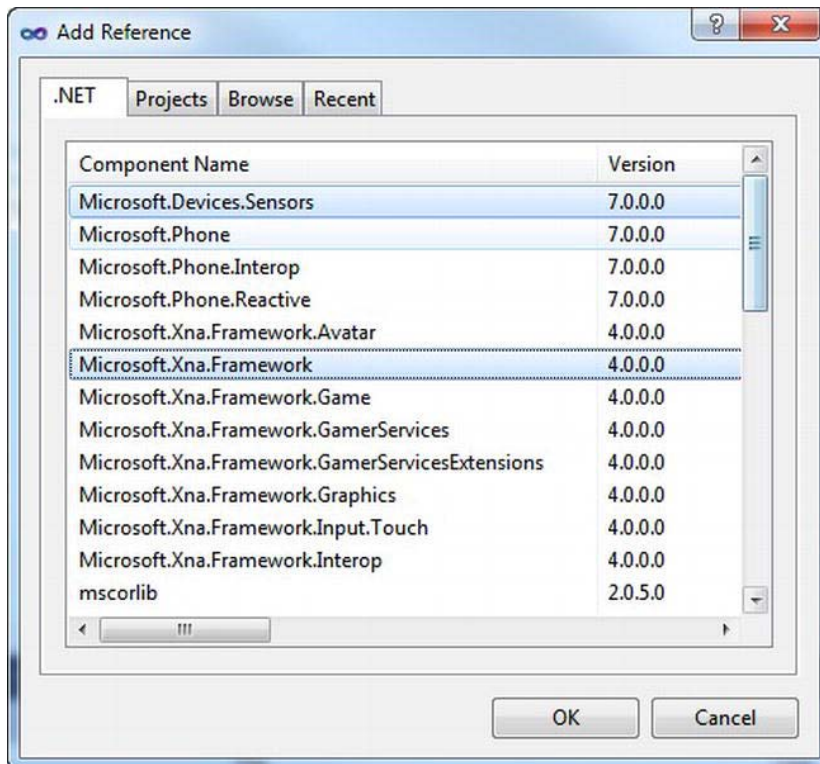 Add Reference
.NET Projects Browse Recent
Component Name Version
Microsoft.Devices.Sensors 7.0.0.0
Microsoft.Phone 7.0.0.0
Microsoft.Phone.Interop 7.0.0.0
Microsoft.Phone.Reactive 7.0.0.0
Microsoft.Xna.Framework.Avatar 4.0.0.0
Microsoft.Xna.Framework 4.0.0.0
Microsoft.Xna.Framework.Game 4.0.0.0
Microsoft.Xna.Framework.GamerServices 4.0.0.0
Microsoft.Xna.Framework.GamerServicesExtensions 4.0.0.0
Microsoft.Xna.Framework.Graphics 4.0.0.0
Microsoft.Xna.Framework.Input.Touch 4.0.0.0
Microsoft.Xna.Framework.Interop 4.0.0.0
mscorlib 2.0.5.0
OK Cancel